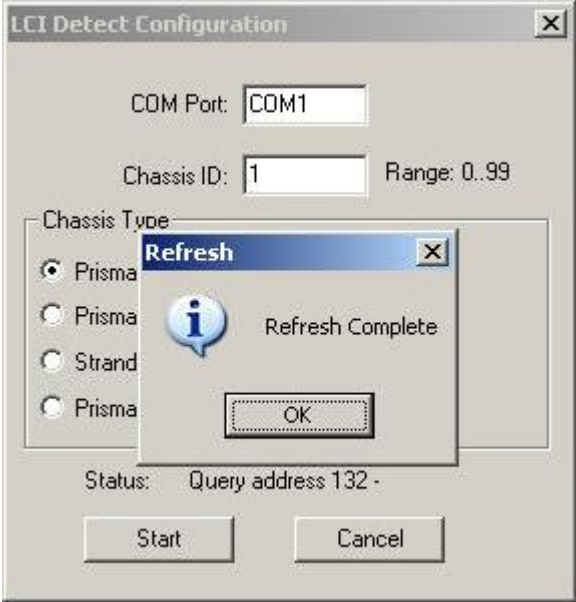 LCI Detect Configuration
COM Port: COM1
Chassis ID: 1 Range: 0..99
Chassis Type
Refresh
Prisma
Prisma
Refresh Complete
Strand
Prisma
OK
Status: Query address 132 -
Start Cancel